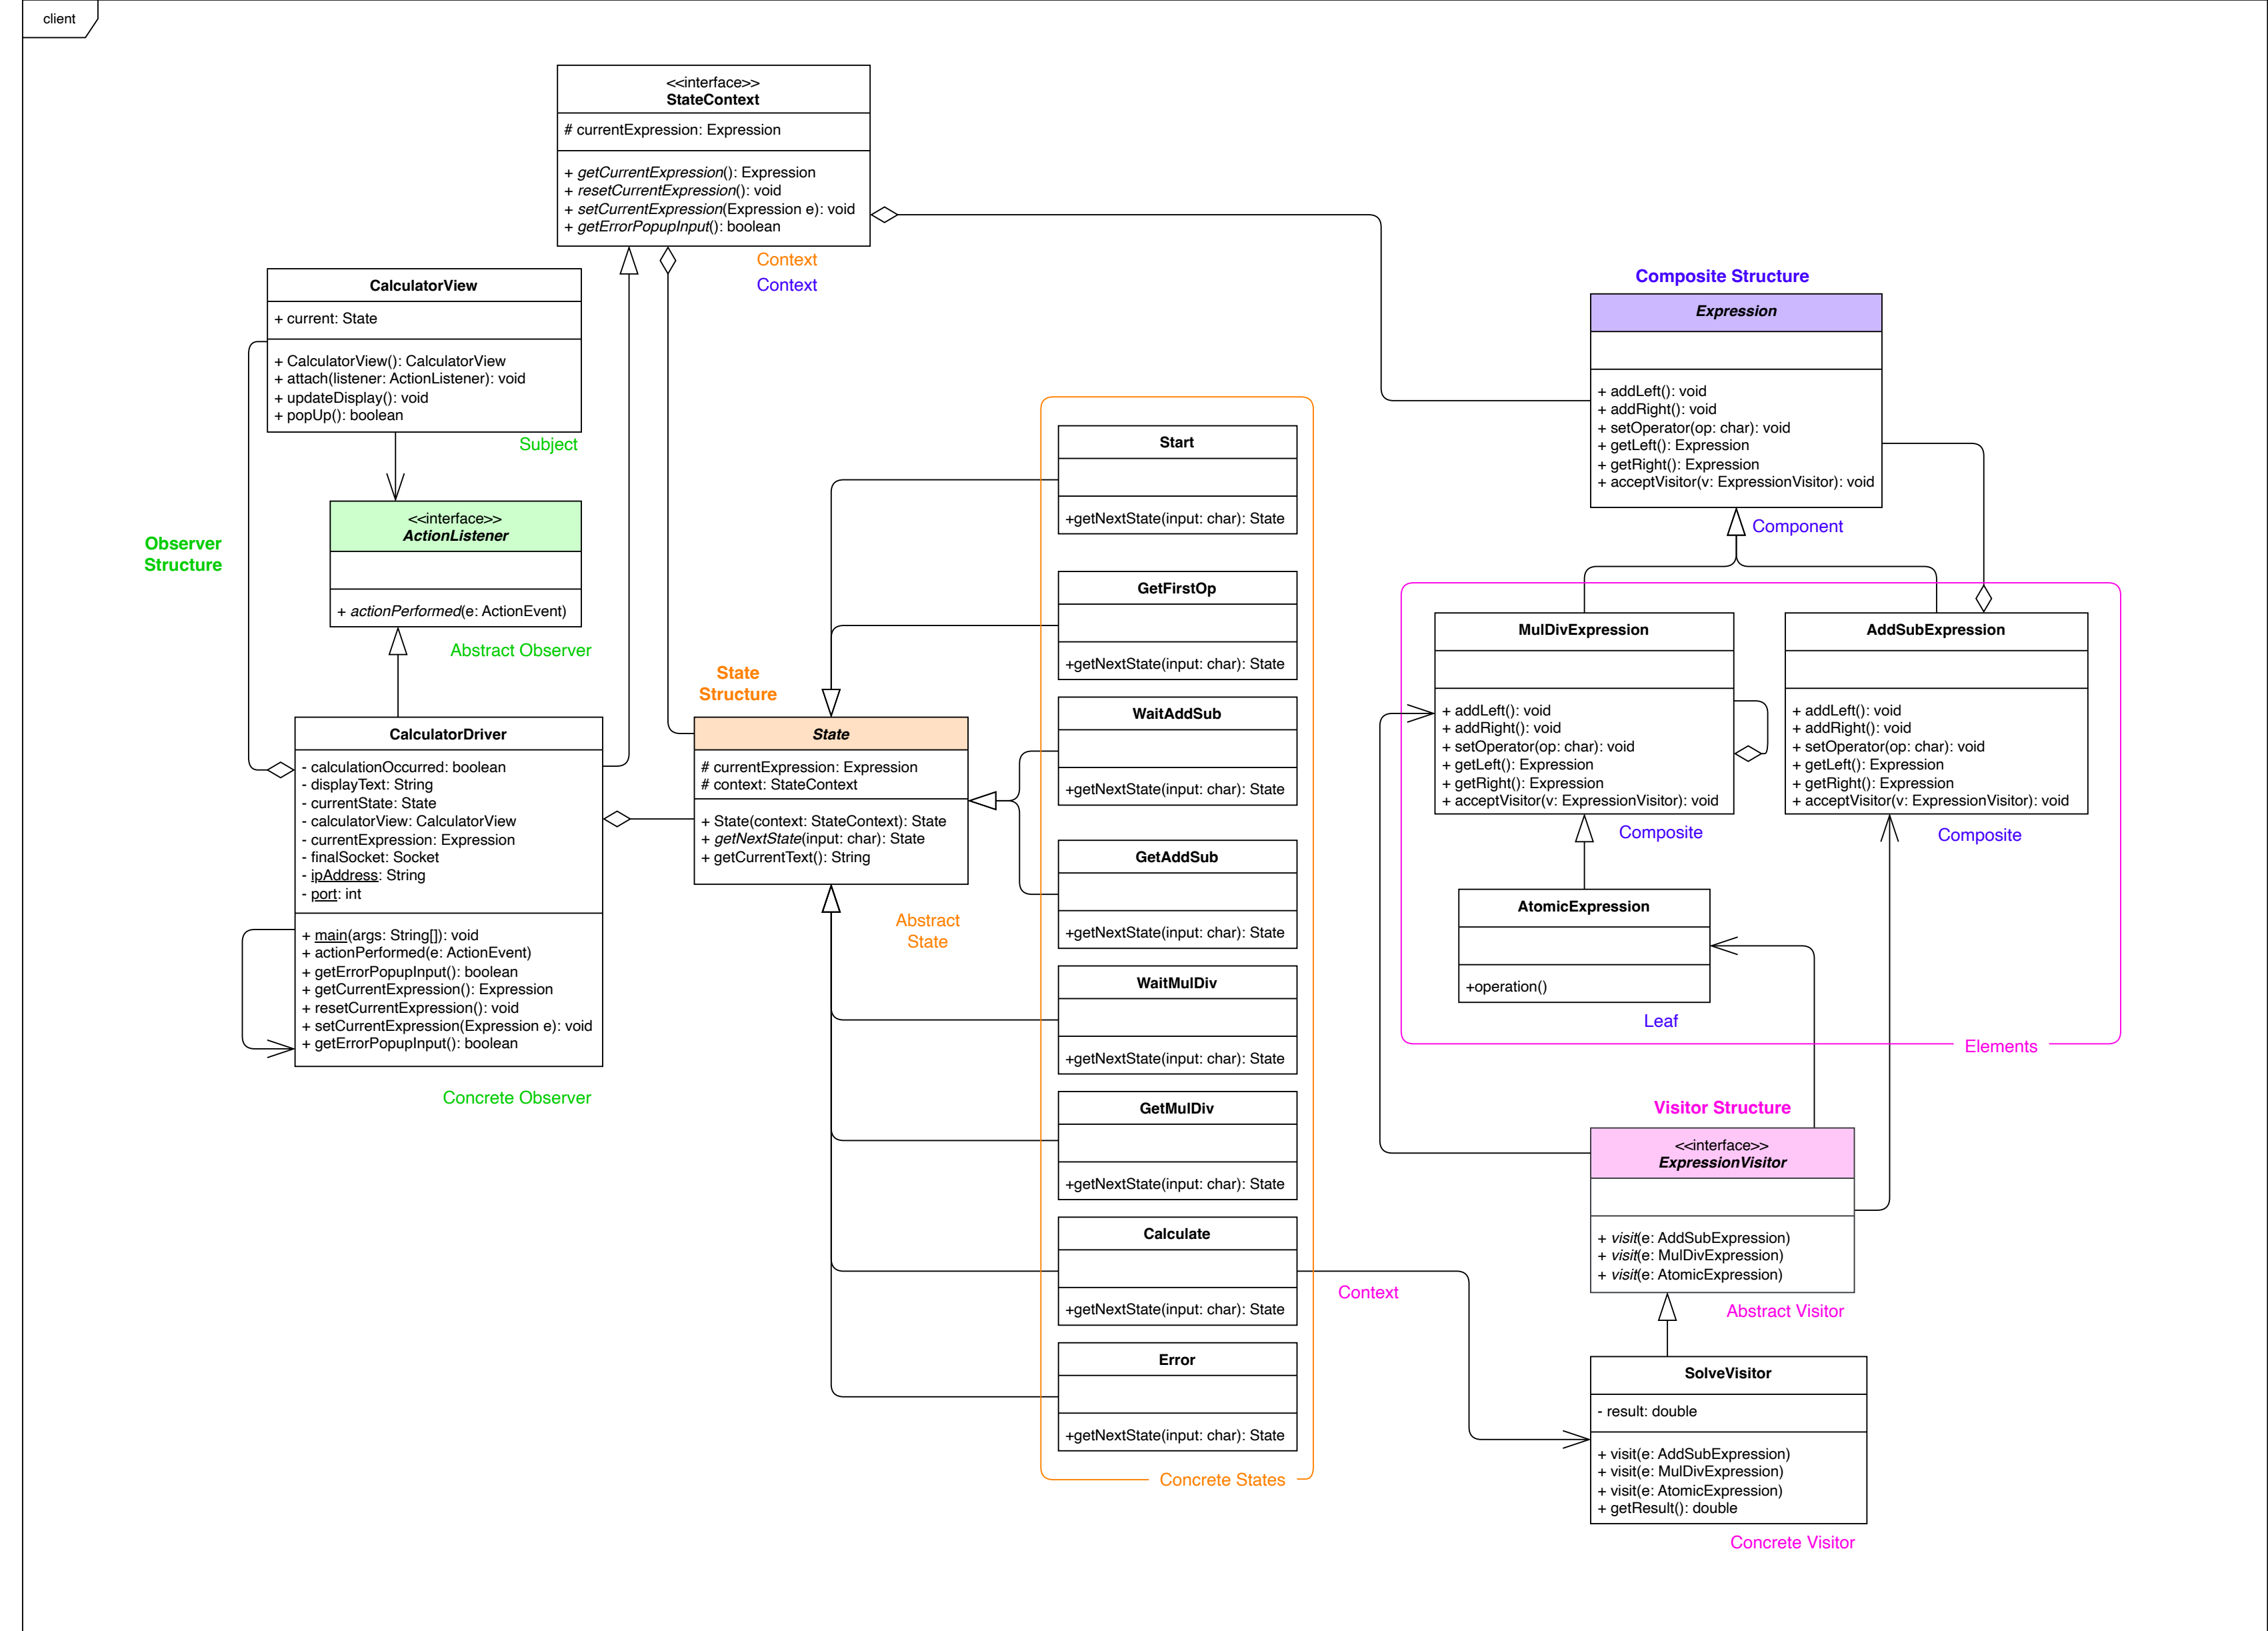 client
<<interface>>
StateContext
# currentExpression: Expression
+ getCurrentExpression(): Expression
+ resetCurrentExpression(): void
+ setCurrentExpression(Expression e): void
+ getErrorPopupInput(): boolean
Context
Context
CalculatorView
+ current: State
+ CalculatorView(): CalculatorView
+ attach(listener: ActionListener): void
+ updateDisplay(): void
+ popUp(): boolean
Subject
Observer
Structure
<<interface>>
ActionListener
+ actionPerformed(e: ActionEvent)
Abstract Observer
CalculatorDriver
- calculationOccurred: boolean
- displayText: String
- currentState: State
- calculatorView: CalculatorView
- currentExpression: Expression
- finalSocket: Socket
- ipAddress: String
- port: int
+ main(args: String[]): void
+ actionPerformed(e: ActionEvent)
+ getErrorPopupInput(): boolean
+ getCurrentExpression(): Expression
+ resetCurrentExpression(): void
+ setCurrentExpression(Expression e): void
+ getErrorPopupInput(): boolean
Concrete Observer
State
Structure
State
# currentExpression: Expression
# context: StateContext
+ State(context: StateContext): State
+ getNextState(input: char): State
+ getCurrentText(): String
Abstract
State
Start
+getNextState(input: char): State
GetFirstOp
+getNextState(input: char): State
WaitAddSub
+getNextState(input: char): State
GetAddSub
+getNextState(input: char): State
WaitMulDiv
+getNextState(input: char): State
GetMulDiv
+getNextState(input: char): State
Calculate
+getNextState(input: char): State
Error
+getNextState(input: char): State
Concrete States
Context
Composite Structure
Expression
+ addLeft(): void
+ addRight(): void
+ setOperator(op: char): void
+ getLeft(): Expression
+ getRight(): Expression
+ acceptVisitor(v: ExpressionVisitor): void
Component
MulDivExpression
+ addLeft(): void
+ addRight(): void
+ setOperator(op: char): void
+ getLeft(): Expression
+ getRight(): Expression
+ acceptVisitor(v: ExpressionVisitor): void
Composite
AddSubExpression
+ addLeft(): void
+ addRight(): void
+ setOperator(op: char): void
+ getLeft(): Expression
+ getRight(): Expression
+ acceptVisitor(v: ExpressionVisitor): void
Composite
AtomicExpression
+operation()
Leaf
Elements
Visitor Structure
<<interface>>
ExpressionVisitor
+ visit(e: AddSubExpression)
+ visit(e: MulDivExpression)
+ visit(e: AtomicExpression)
Abstract Visitor
SolveVisitor
- result: double
+ visit(e: AddSubExpression)
+ visit(e: MulDivExpression)
+ visit(e: AtomicExpression)
+ getResult(): double
Concrete Visitor